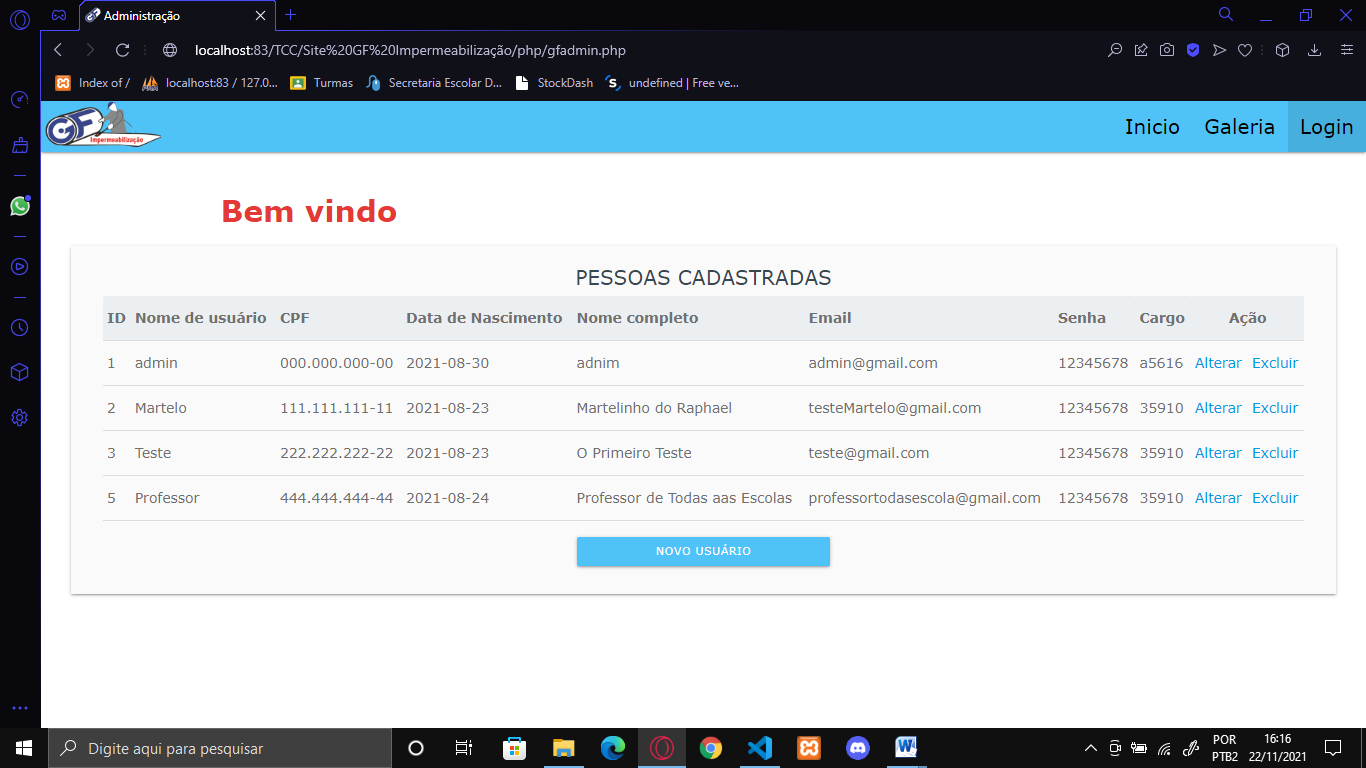 Administração
localhost:83/TCC/Site%20GF%20Impermeabilização/php/gfadmin.php
Index of / localhost:83 / 127.0... Turmas Secretaria Escolar D... StockDash undefined | Free ve...
GF Impermeabilização Inicio Galeria Login
Bem vindo
PESSOAS CADASTRADAS
ID Nome de usuário CPF Data de Nascimento Nome completo Email Senha Cargo Ação
1 admin 000.000.000-00 2021-08-30 adnim admin@gmail.com 12345678 a5616 Alterar Excluir
2 Martelo 111.111.111-11 2021-08-23 Martelinho do Raphael testeMartelo@gmail.com 12345678 35910 Alterar Excluir
3 Teste 222.222.222-22 2021-08-23 O Primeiro Teste teste@gmail.com 12345678 35910 Alterar Excluir
5 Professor 444.444.444-44 2021-08-24 Professor de Todas aas Escolas professortodasescola@gmail.com 12345678 35910 Alterar Excluir
NOVO USUÁRIO
Digite aqui para pesquisar
POR 16:16
PTB2 22/11/2021